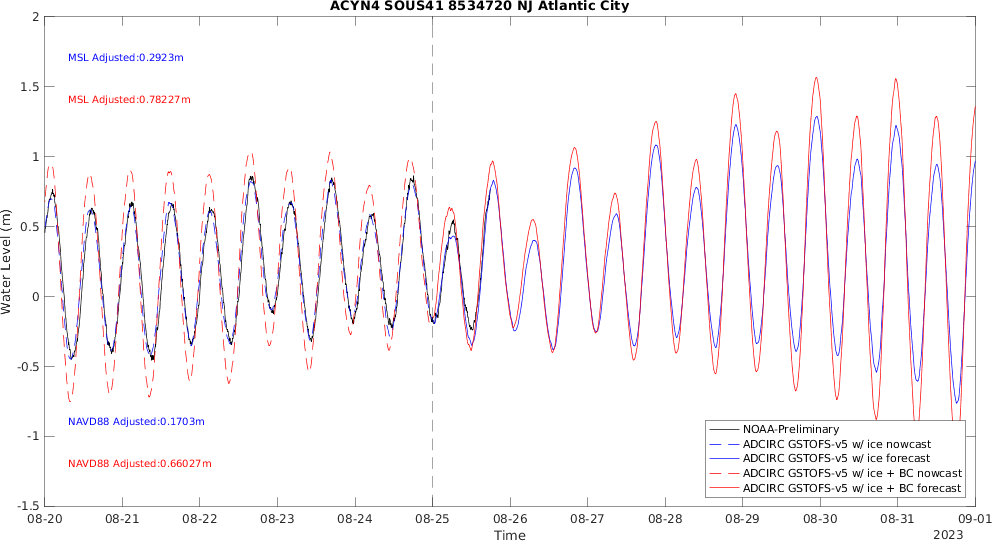 ACYN4 SOUS41 8534720 NJ Atlantic City
2
1.5
1
0.5
0
-0.5
-1
-1.5
Water Level (m)
MSL Adjusted:0.2923m
MSL Adjusted:0.78227m
NAVD88 Adjusted:0.1703m
NAVD88 Adjusted:0.66027m
NOAA-Preliminary
ADCIRC GSTOFS-v5 w/ ice nowcast
ADCIRC GSTOFS-v5 w/ ice forecast
ADCIRC GSTOFS-v5 w/ ice + BC nowcast
ADCIRC GSTOFS-v5 w/ ice + BC forecast
08-20 08-21 08-22 08-23 08-24 08-25 08-26 08-27 08-28 08-29 08-30 08-31 09-01
Time
2023